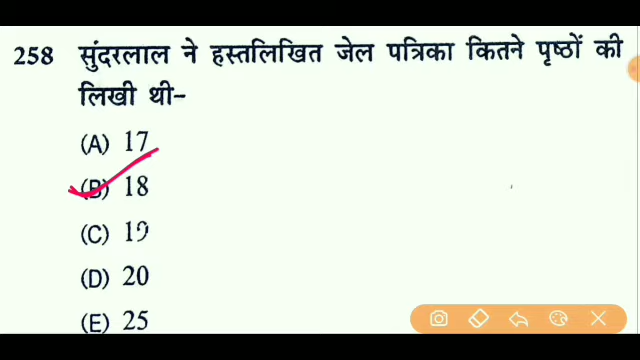 258 सुंदरलाल ने हस्तलिखित जेल पत्रिका कितने पृष्ठों की
लिखी थी-
(A) 17
(B) 18
(C) 19
(D) 20
(E) 25